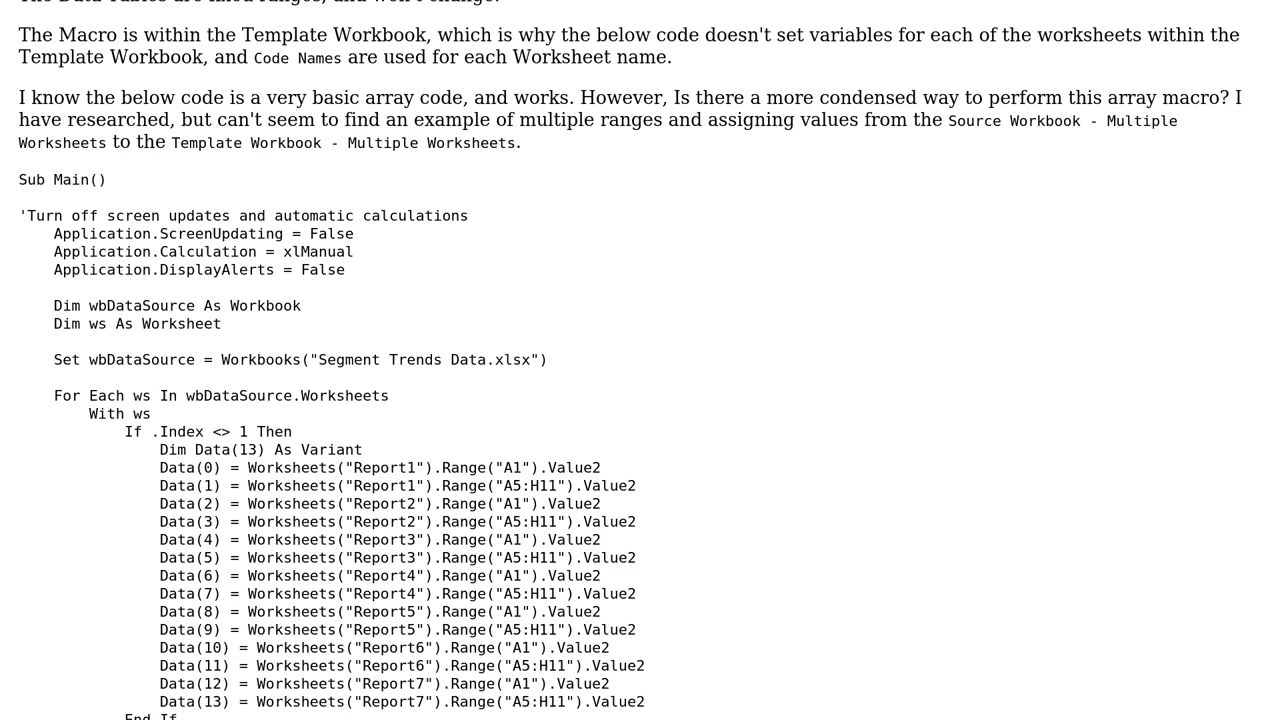 The Data Tables are fixed ranges, and won't change.
The Macro is within the Template Workbook, which is why the below code doesn't set variables for each of the worksheets within the
Template Workbook, and Code Names are used for each Worksheet name.
I know the below code is a very basic array code, and works. However, Is there a more condensed way to perform this array macro? I
have researched, but can't seem to find an example of multiple ranges and assigning values from the Source Workbook - Multiple
Worksheets to the Template Workbook - Multiple Worksheets.
Sub Main()
'Turn off screen updates and automatic calculations
    Application.ScreenUpdating = False
    Application.Calculation = xlManual
    Application.DisplayAlerts = False
    Dim wbDataSource As Workbook
    Dim ws As Worksheet
    Set wbDataSource = Workbooks("Segment Trends Data.xlsx")
    For Each ws In wbDataSource.Worksheets
        With ws
            If .Index <> 1 Then
                Dim Data(13) As Variant
                Data(0) = Worksheets("Report1").Range("A1").Value2
                Data(1) = Worksheets("Report1").Range("A5:H11").Value2
                Data(2) = Worksheets("Report2").Range("A1").Value2
                Data(3) = Worksheets("Report2").Range("A5:H11").Value2
                Data(4) = Worksheets("Report3").Range("A1").Value2
                Data(5) = Worksheets("Report3").Range("A5:H11").Value2
                Data(6) = Worksheets("Report4").Range("A1").Value2
                Data(7) = Worksheets("Report4").Range("A5:H11").Value2
                Data(8) = Worksheets("Report5").Range("A1").Value2
                Data(9) = Worksheets("Report5").Range("A5:H11").Value2
                Data(10) = Worksheets("Report6").Range("A1").Value2
                Data(11) = Worksheets("Report6").Range("A5:H11").Value2
                Data(12) = Worksheets("Report7").Range("A1").Value2
                Data(13) = Worksheets("Report7").Range("A5:H11").Value2
            End If